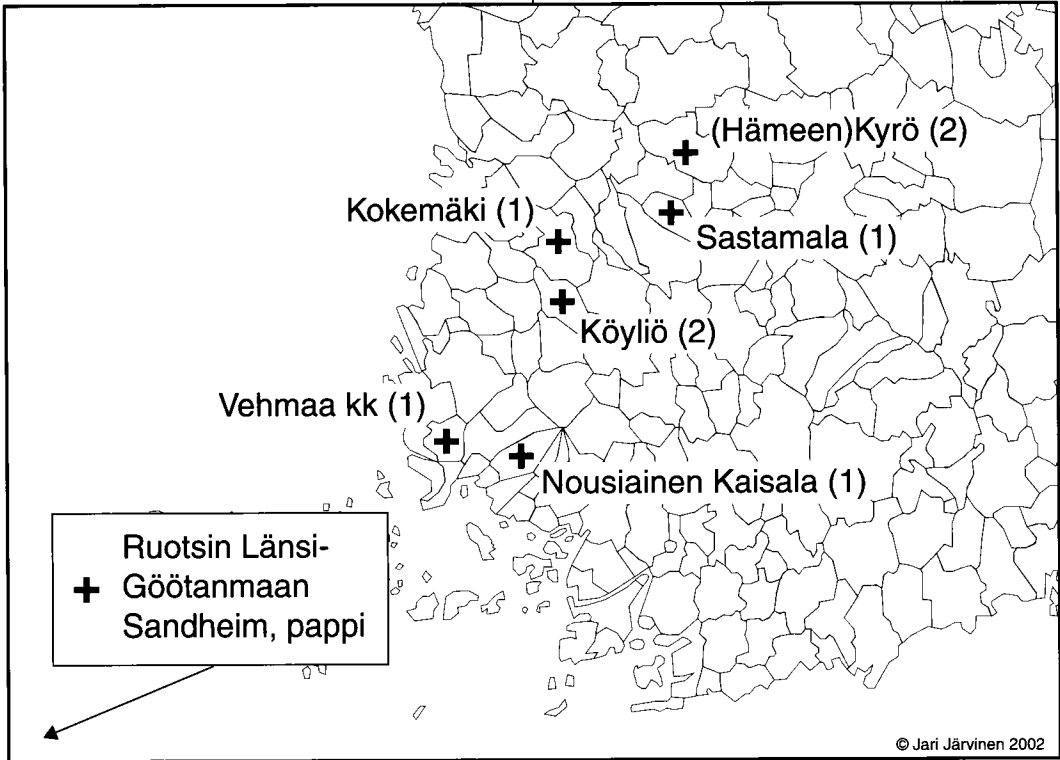 (Hämeen)Kyrö (2)
Kokemäki (1)
Sastamala (1)
Köyliö (2)
Vehmaa kk (1)
Nousiainen Kaisala (1)
Ruotsin Länsi-
Göötanmaan
Sandheim, pappi
© Jari Järvinen 2002